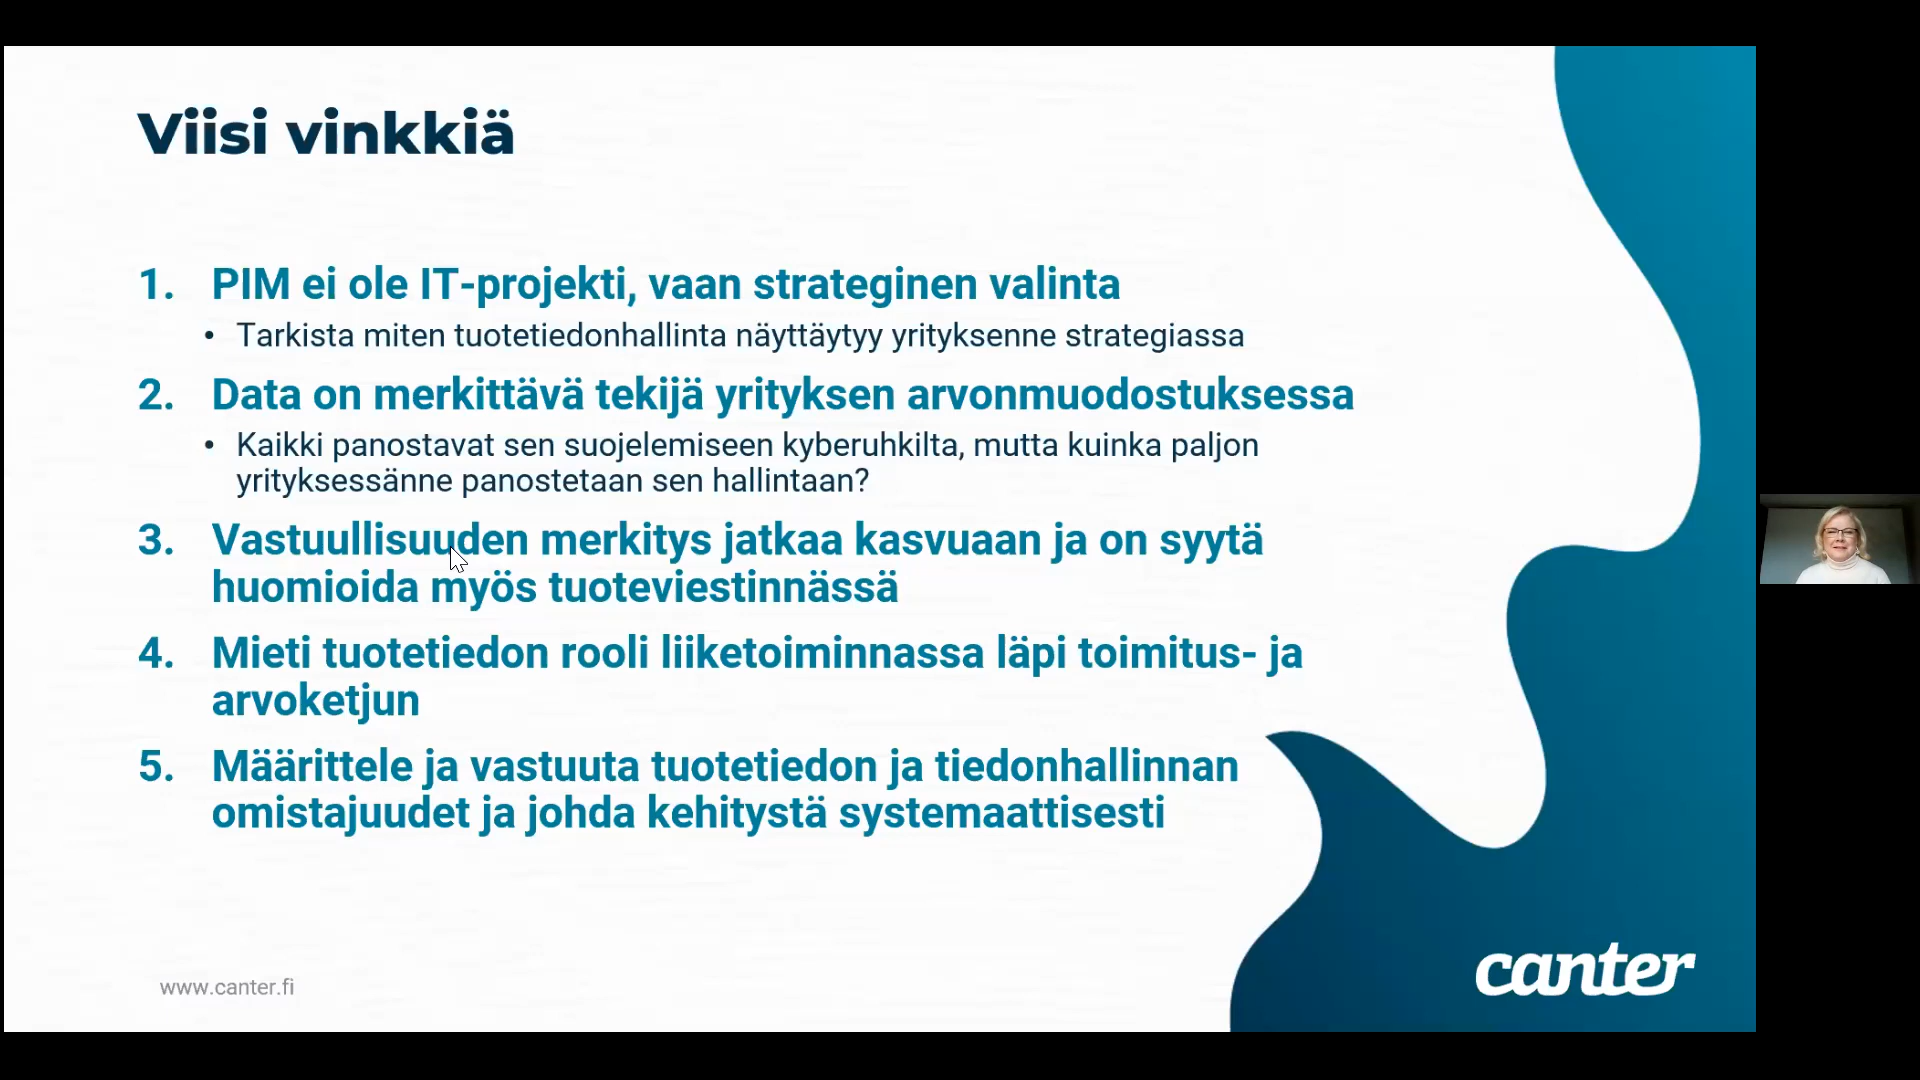 Viisi vinkkiä
1. PIM ei ole IT-projekti, vaan strateginen valinta
• Tarkista miten tuotetiedonhallinta näyttäytyy yrityksenne strategiassa
2. Data on merkittävä tekijä yrityksen arvonmuodostuksessa
• Kaikki panostavat sen suojelemiseen kyberuhkilta, mutta kuinka paljon
yrityksessänne panostetaan sen hallintaan?
3. Vastuullisuuden merkitys jatkaa kasvuaan ja on syytä
huomioida myös tuoteviestinnässä
4. Mieti tuotetiedon rooli liiketoiminnassa läpi toimitus- ja
arvoketjun
5. Määrittele ja vastuuta tuotetiedon ja tiedonhallinnan
omistajuudet ja johda kehitystä systemaattisesti
www.canter.fi
canter